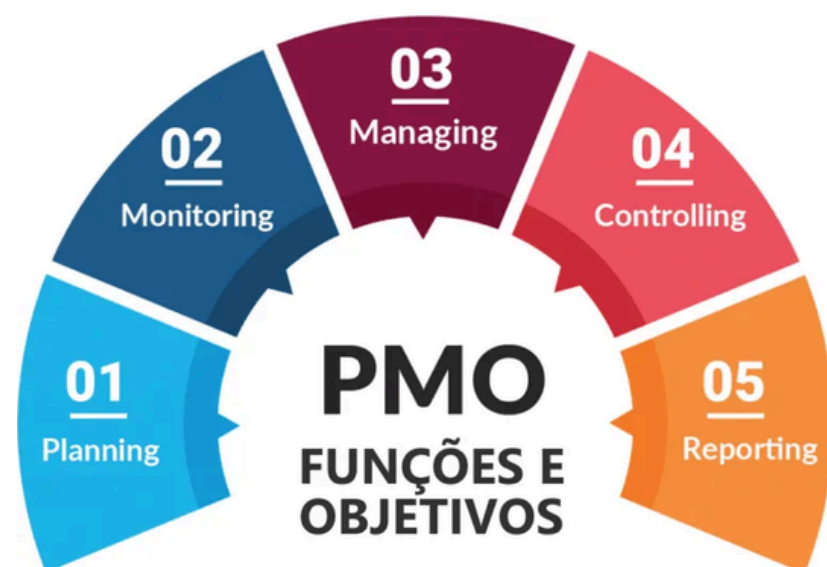 01
Planning
02
Monitoring
03
Managing
04
Controlling
05
Reporting
PMO
FUNÇÕES E
OBJETIVOS